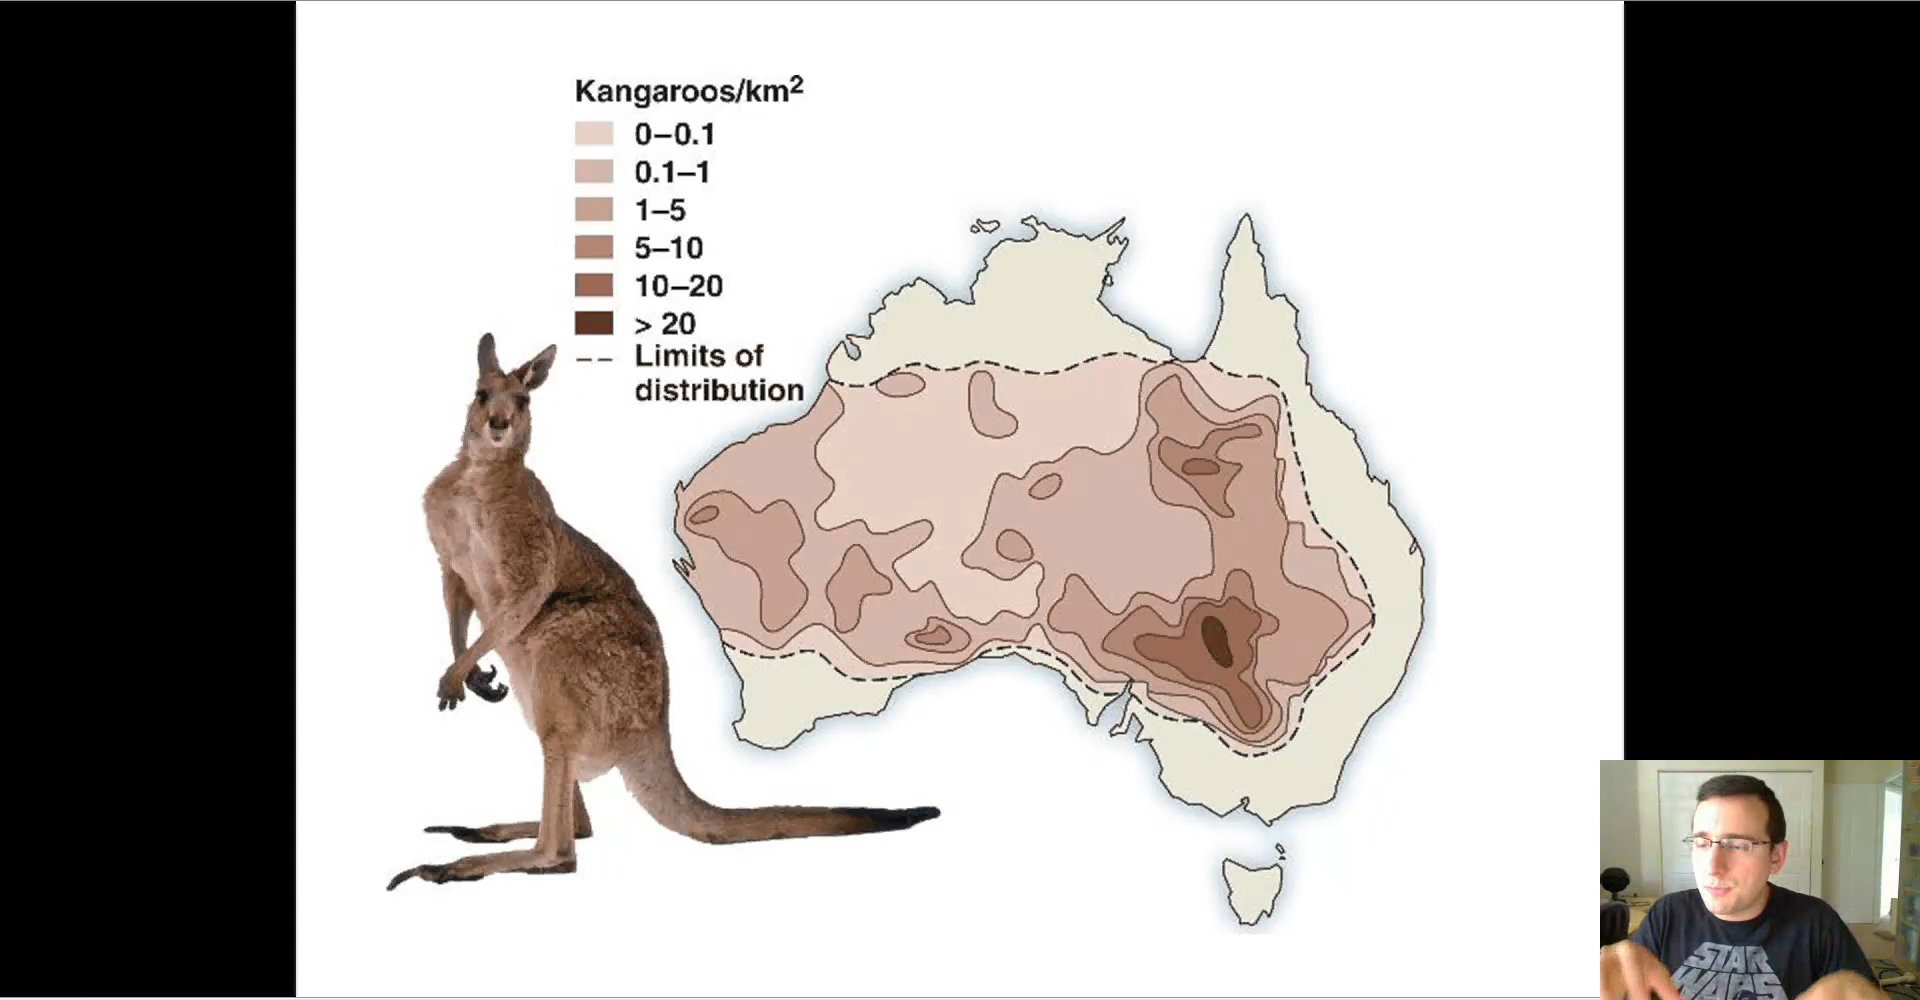 Kangaroos/km²
0–0.1
0.1–1
1–5
5–10
10–20
> 20
Limits of
distribution
STAR
WARS